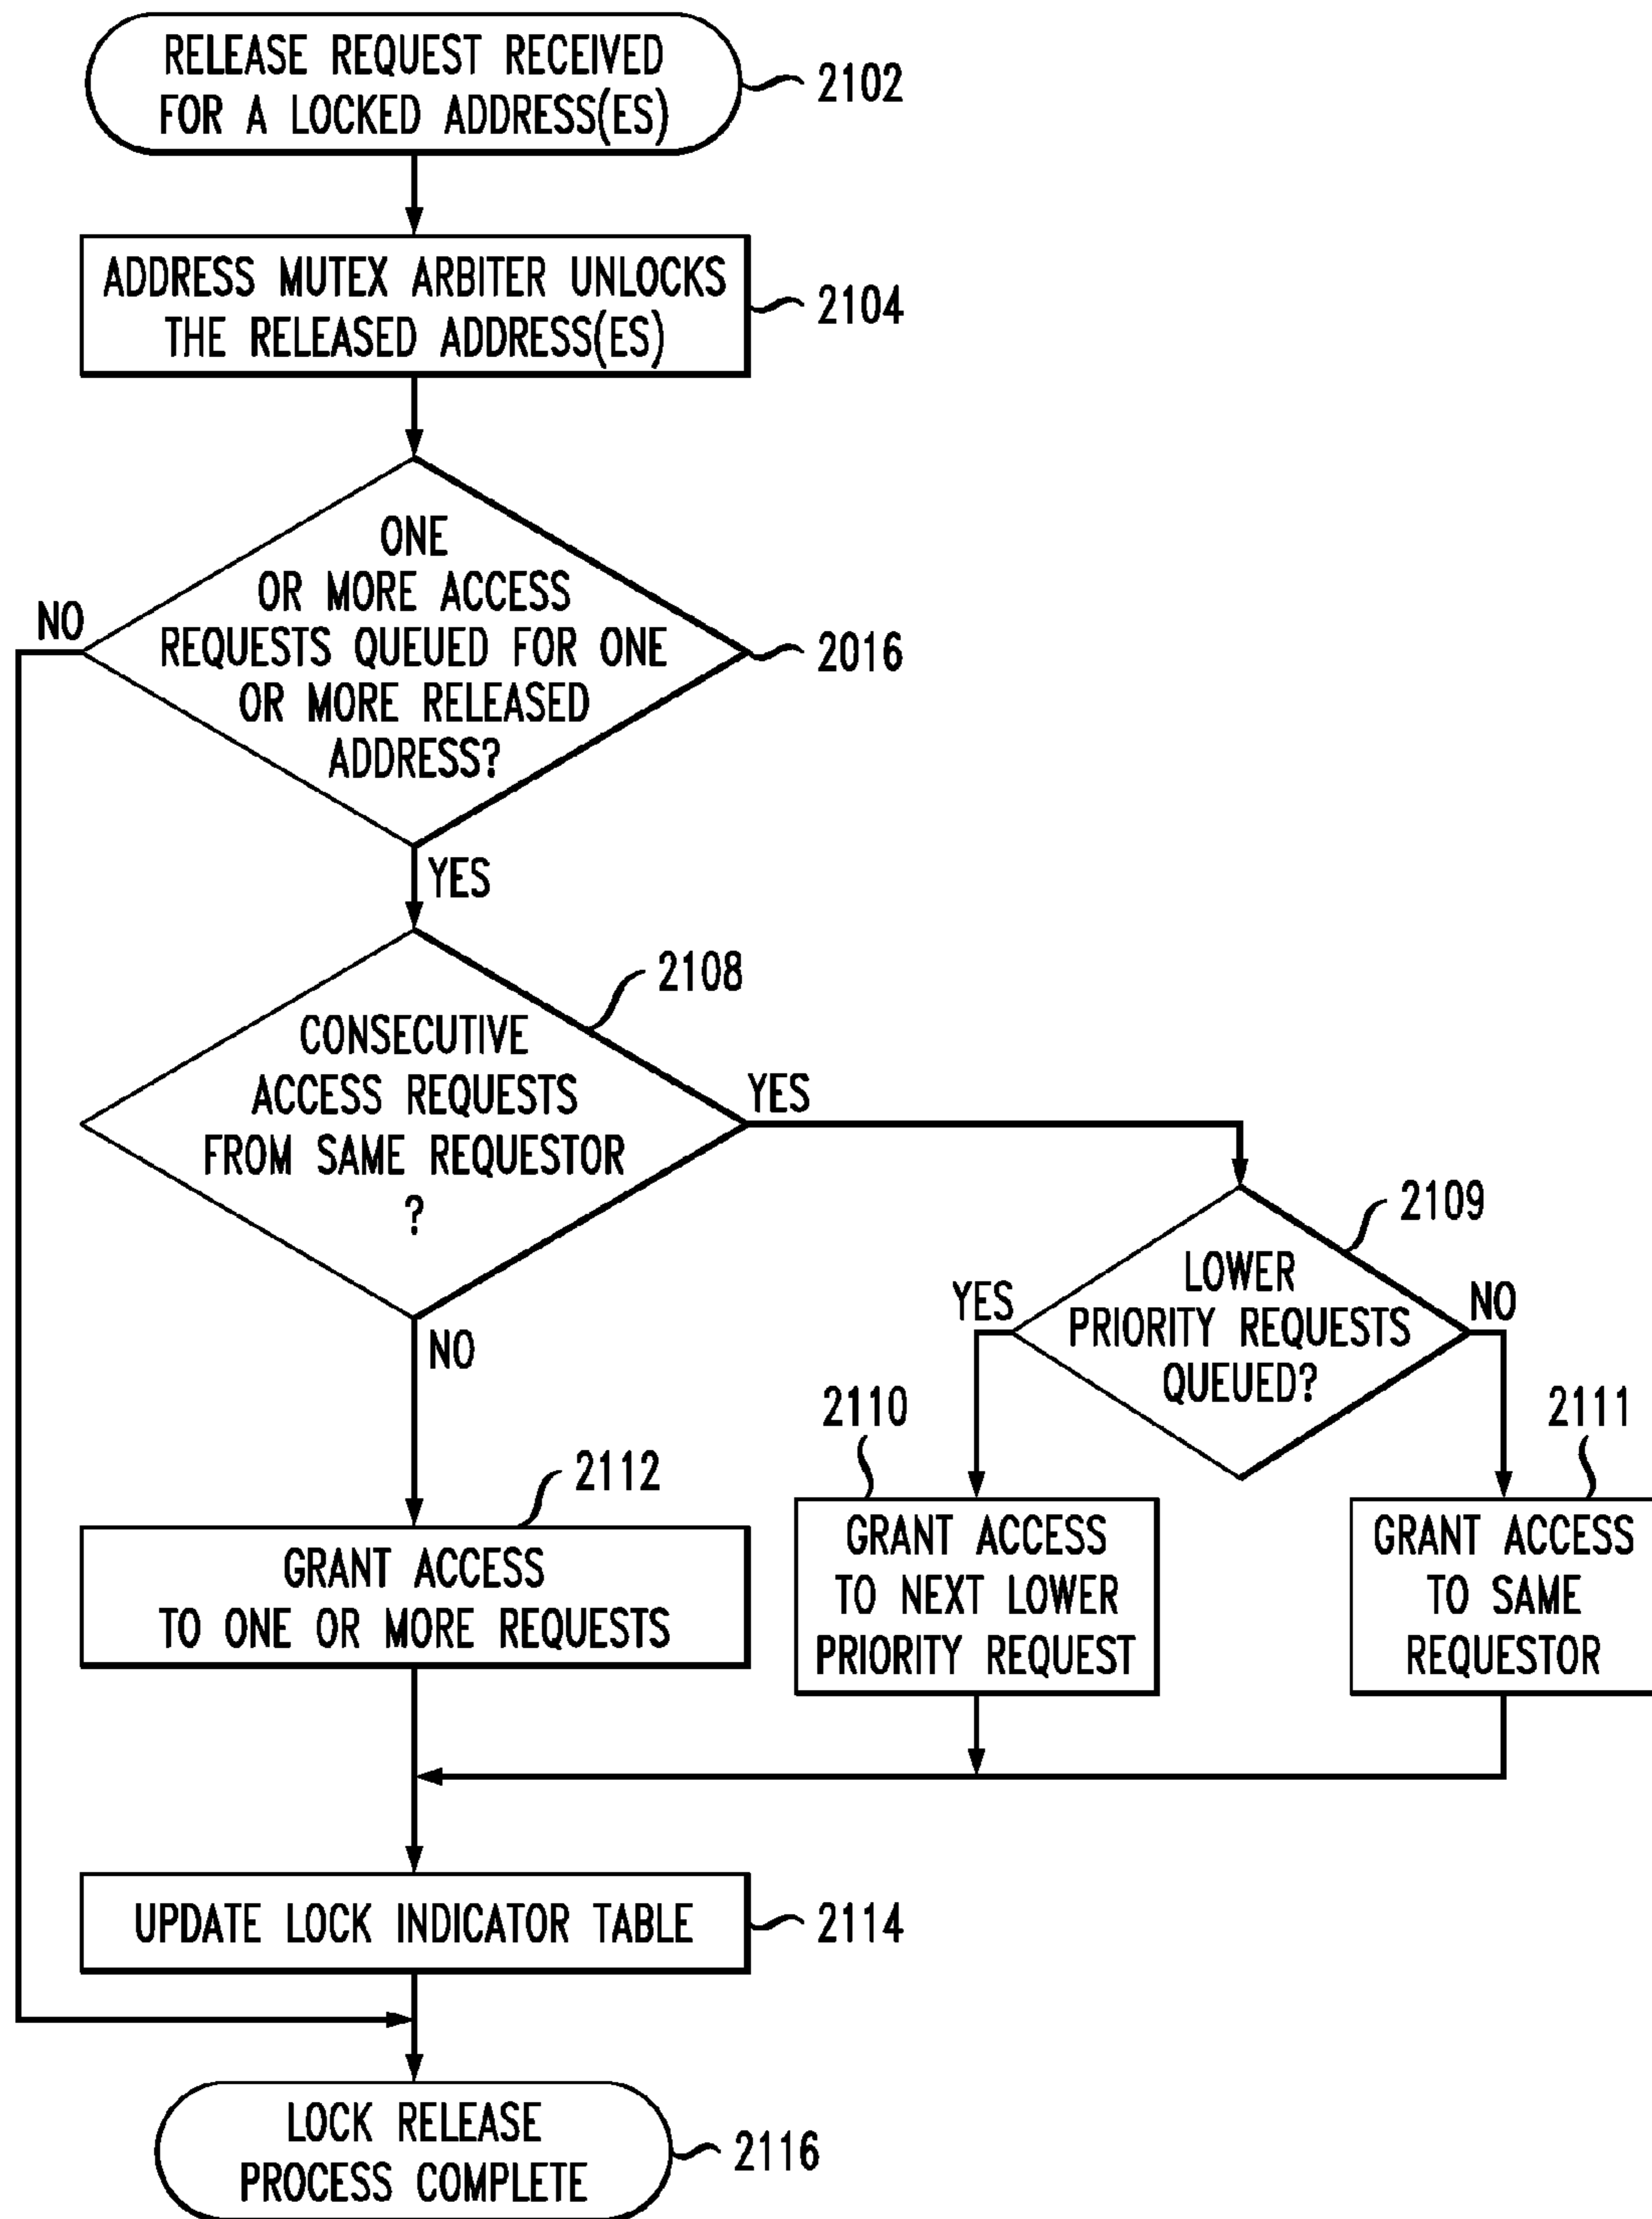 RELEASE REQUEST RECEIVED
FOR A LOCKED ADDRESS(ES)
2102
ADDRESS MUTEX ARBITER UNLOCKS
THE RELEASED ADDRESS(ES)
2104
ONE
OR MORE ACCESS
REQUESTS QUEUED FOR ONE
OR MORE RELEASED
ADDRESS?
NO
2016
YES
2108
CONSECUTIVE
ACCESS REQUESTS
FROM SAME REQUESTOR
?
YES
NO
2109
LOWER
PRIORITY REQUESTS
QUEUED?
YES
NO
2110
2111
2112
GRANT ACCESS
TO ONE OR MORE REQUESTS
GRANT ACCESS
TO NEXT LOWER
PRIORITY REQUEST
GRANT ACCESS
TO SAME
REQUESTOR
UPDATE LOCK INDICATOR TABLE
2114
LOCK RELEASE
PROCESS COMPLETE
2116